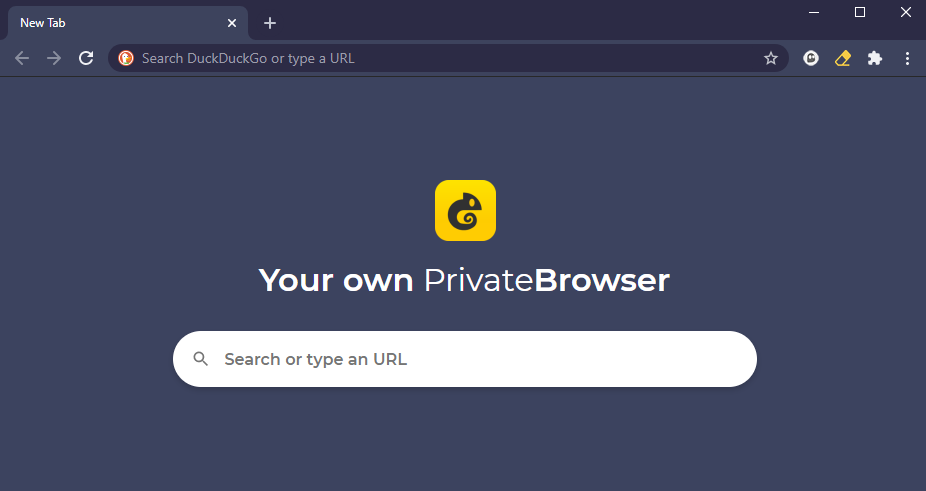 New Tab
Search DuckDuckGo or type a URL
Your own PrivateBrowser
Search or type an URL